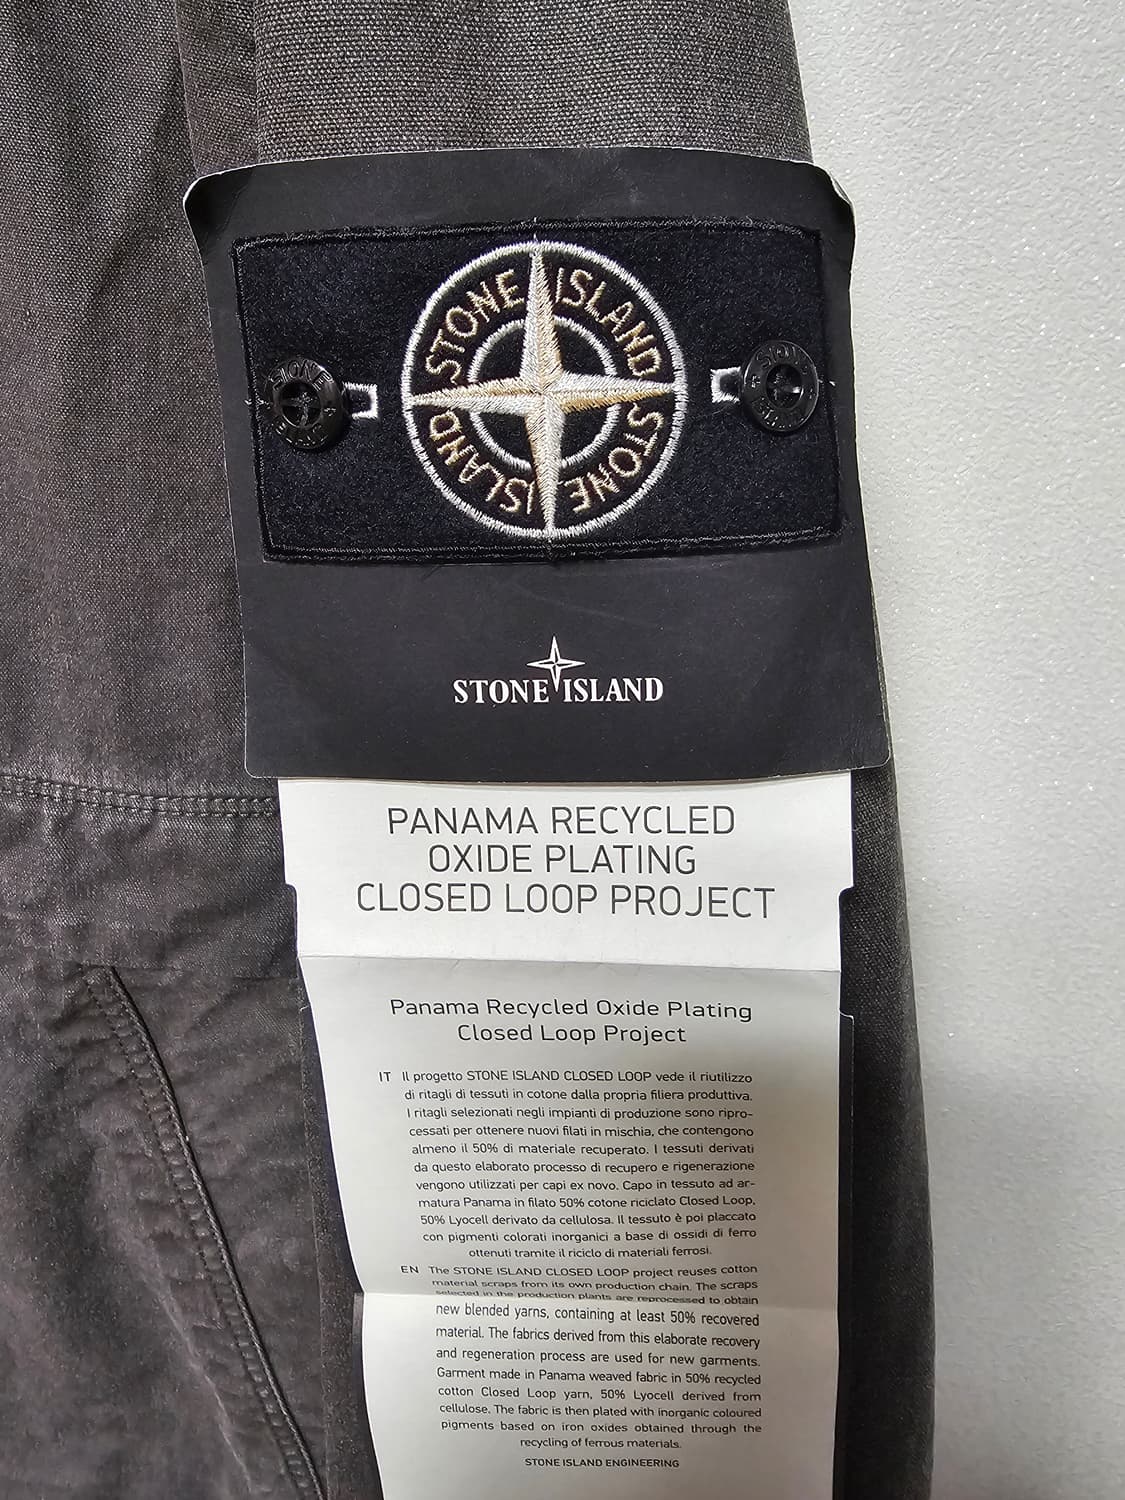 STONE ISLAND
STONE ISLAND
STONE
STONE
STONE ISLAND
PANAMA RECYCLED
OXIDE PLATING
CLOSED LOOP PROJECT
Panama Recycled Oxide Plating
Closed Loop Project
IT Il progetto STONE ISLAND CLOSED LOOP vede il riutilizzo
di ritagli di tessuti in cotone dalla propria filiera produttiva.
I ritagli selezionati negli impianti di produzione sono ripro-
cessati per ottenere nuovi filati in mischia, che contengono
almeno il 50% di materiale recuperato. I tessuti derivati
da questo elaborato processo di recupero e rigenerazione
vengono utilizzati per capi ex novo. Capo in tessuto ad ar-
matura Panama in filato 50% cotone riciclato Closed Loop,
50% Lyocell derivato da cellulosa. Il tessuto è poi placcato
con pigmenti colorati inorganici a base di ossidi di ferro
ottenuti tramite il riciclo di materiali ferrosi.
EN The STONE ISLAND CLOSED LOOP project reuses cotton
material scraps from its own production chain. The scraps
selected in the production plants are reprocessed to obtain
new blended yarns, containing at least 50% recovered
material. The fabrics derived from this elaborate recovery
and regeneration process are used for new garments.
Garment made in Panama weaved fabric in 50% recycled
cotton Closed Loop yarn, 50% Lyocell derived from
cellulose. The fabric is then plated with inorganic coloured
pigments based on iron oxides obtained through the
recycling of ferrous materials.
STONE ISLAND ENGINEERING